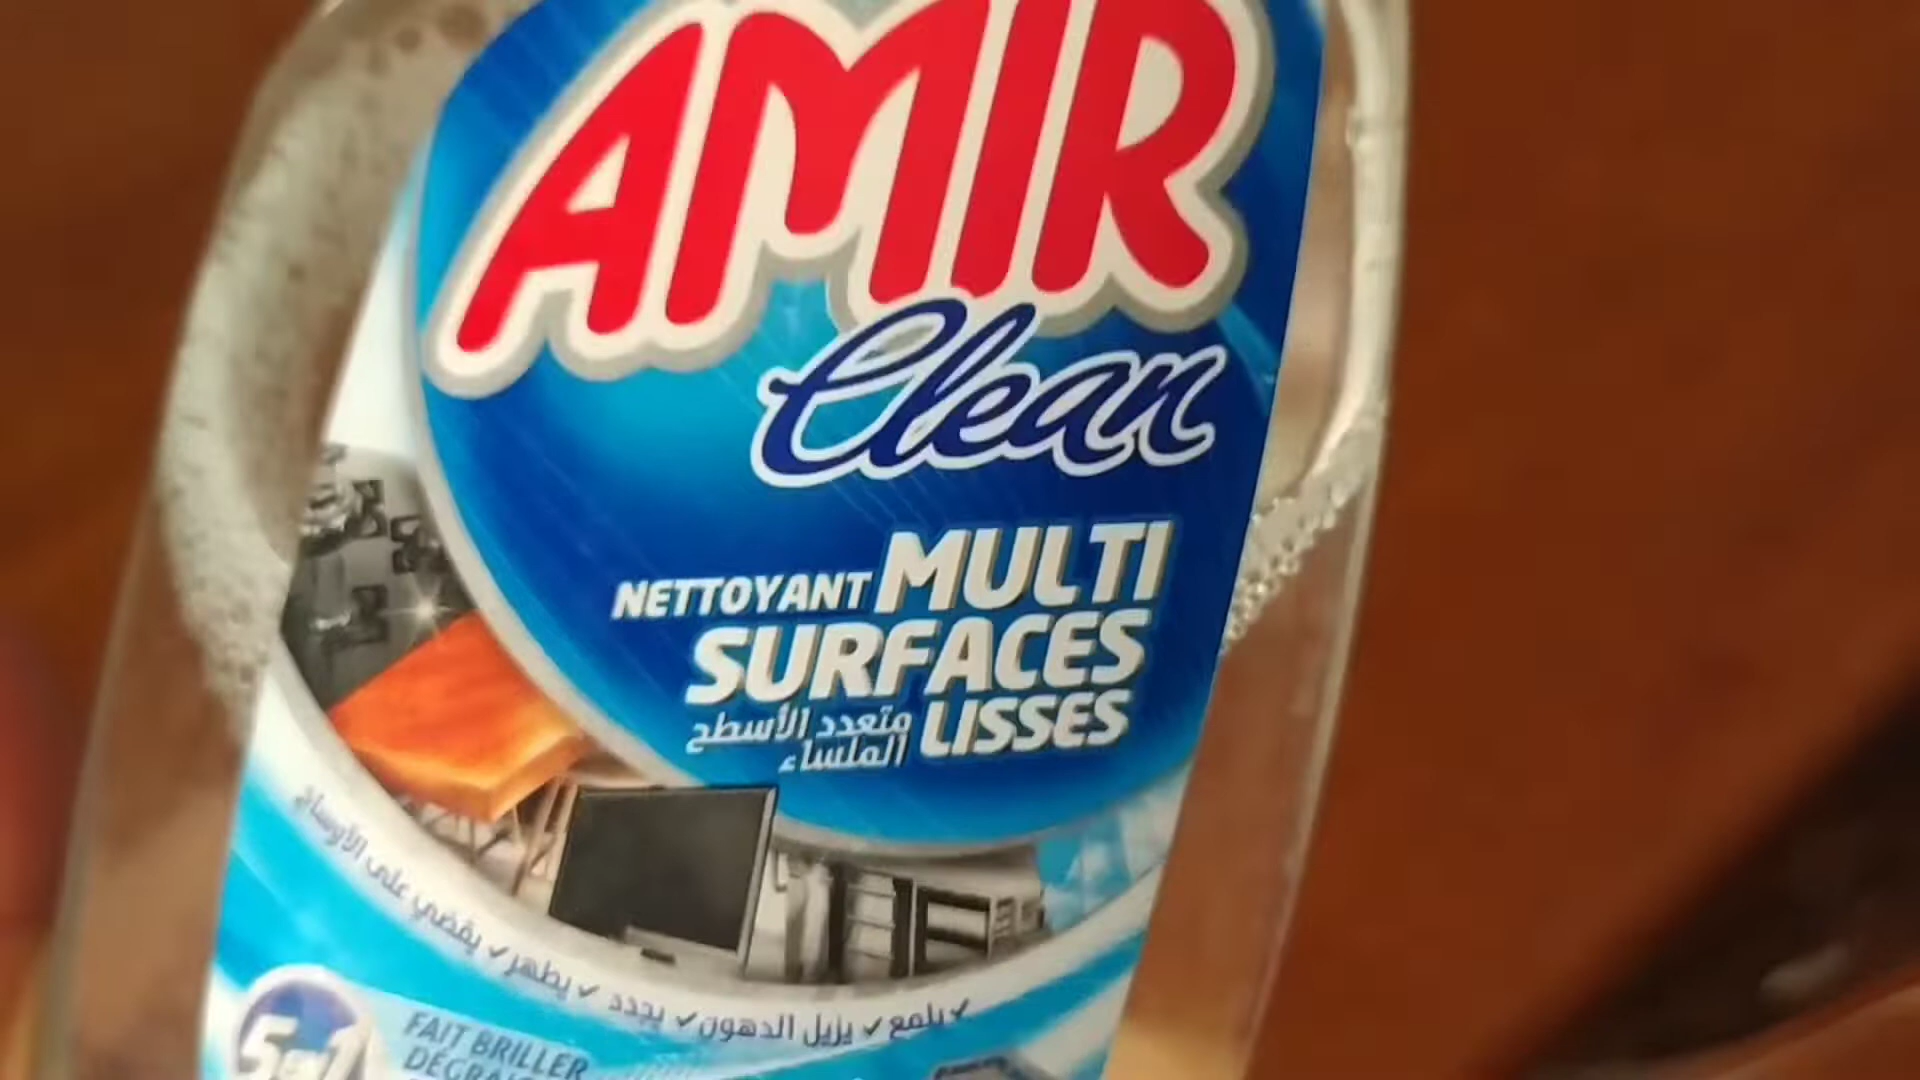 AMIR
Clean
NETTOYANT MULTI
SURFACES
LISSES
متعدد الأسطح
الملساء
✓ يلمع ✓ يزيل الدهون ✓ يجدد ✓ يطهر ✓ يقضي على الأوساخ
5en1
FAIT BRILLER